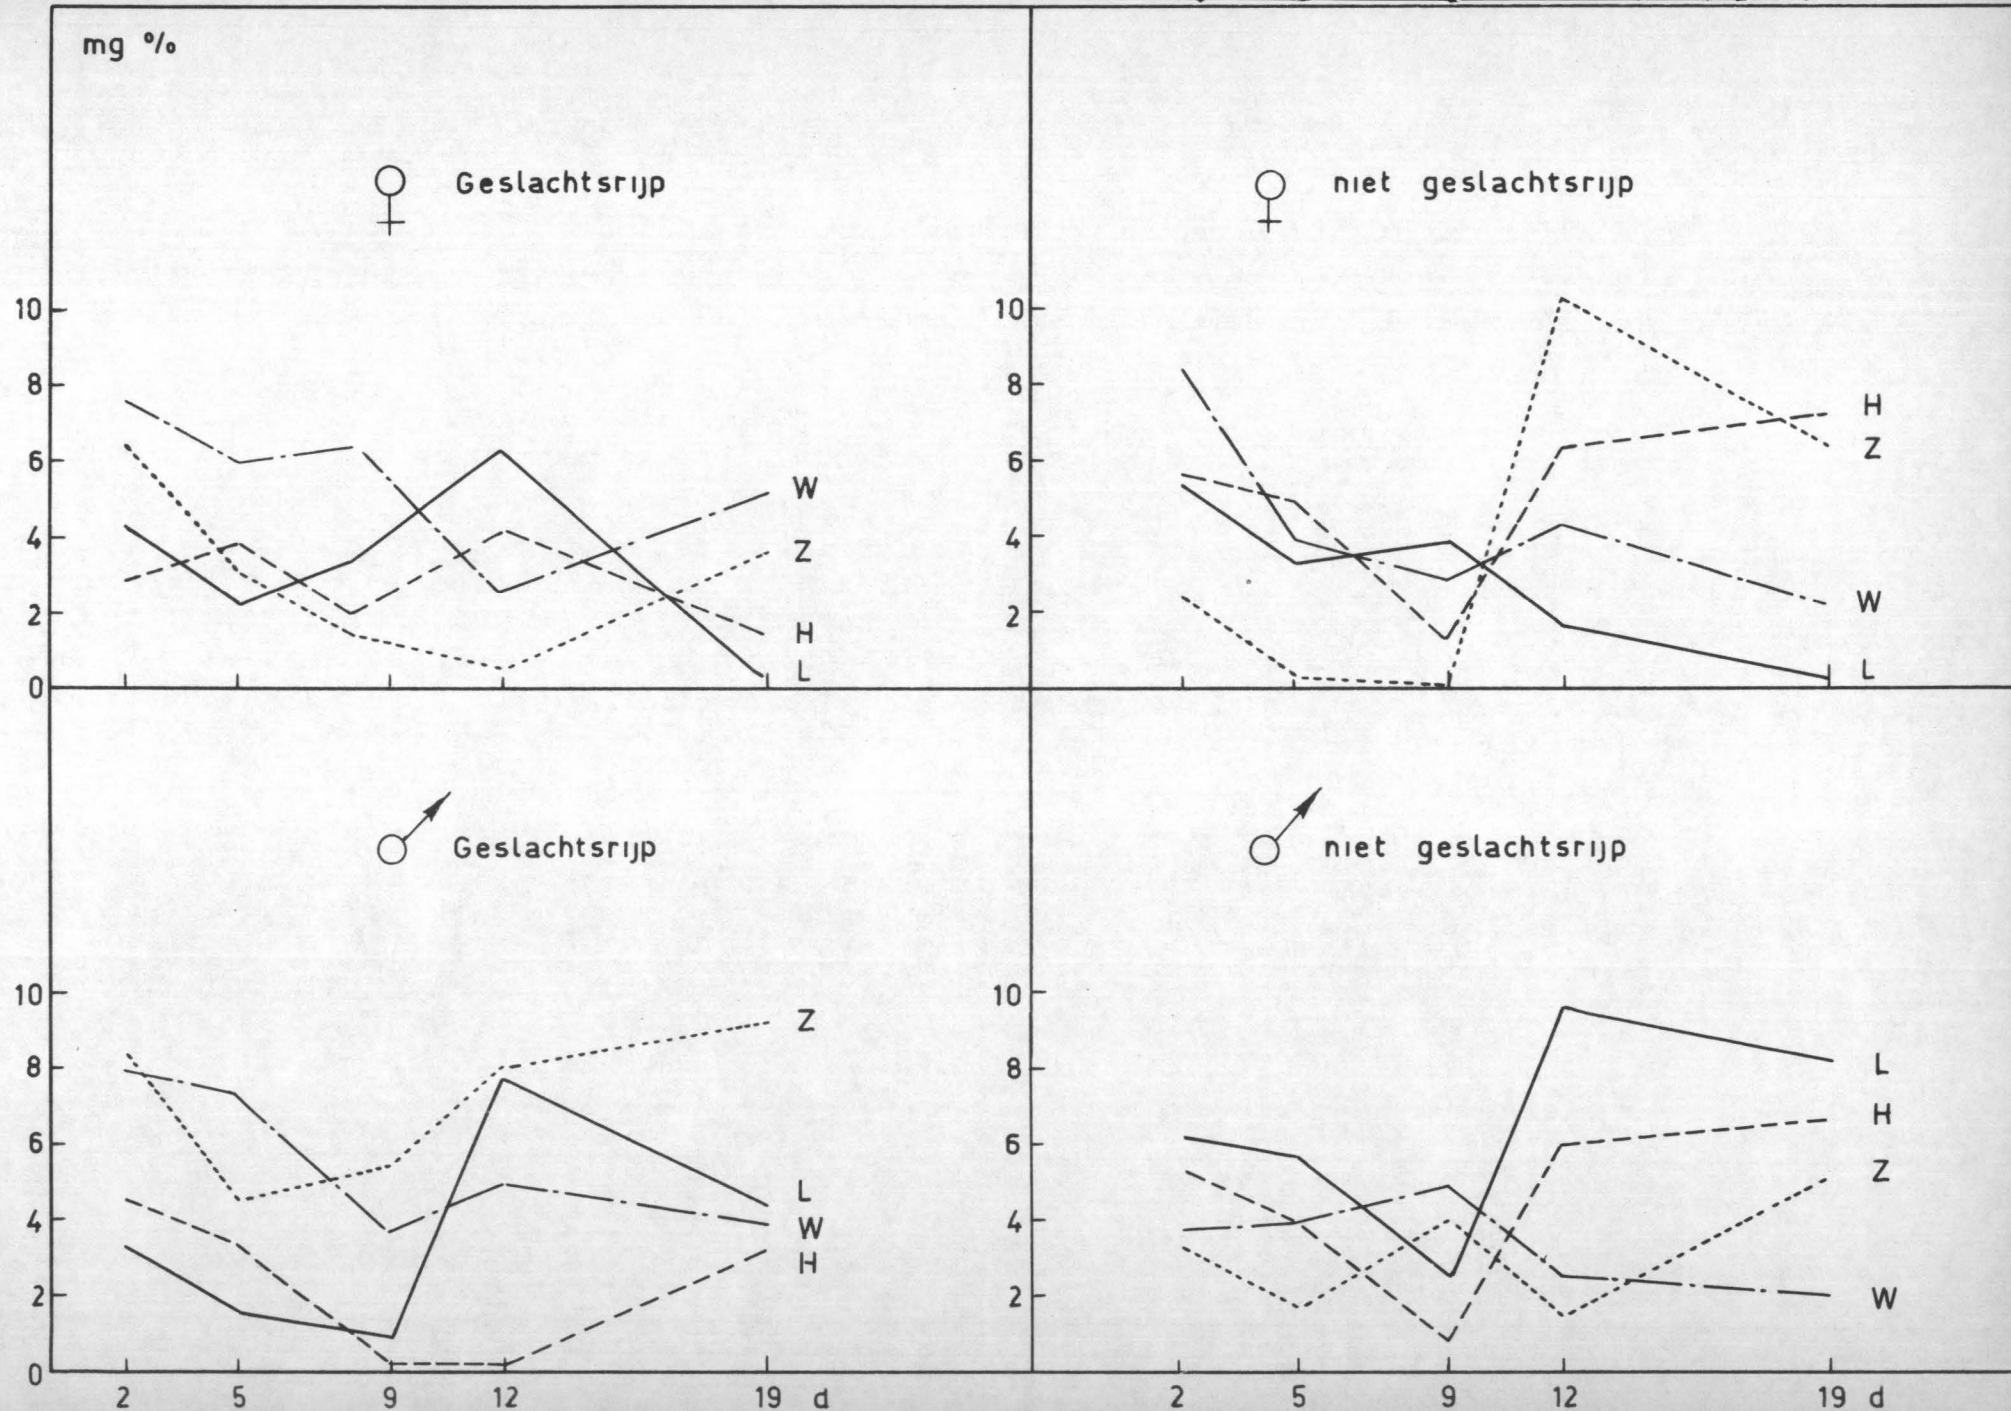 mg %
♀ Geslachtsrijp
10
8
6
4
2
0
W
Z
H
L
♀ niet geslachtsrijp
10
8
6
4
2
H
Z
W
L
♂ Geslachtsrijp
10
8
6
4
2
0
Z
L
W
H
2 5 9 12 19 d
♂ niet geslachtsrijp
10
8
6
4
2
L
H
Z
W
2 5 9 12 19 d